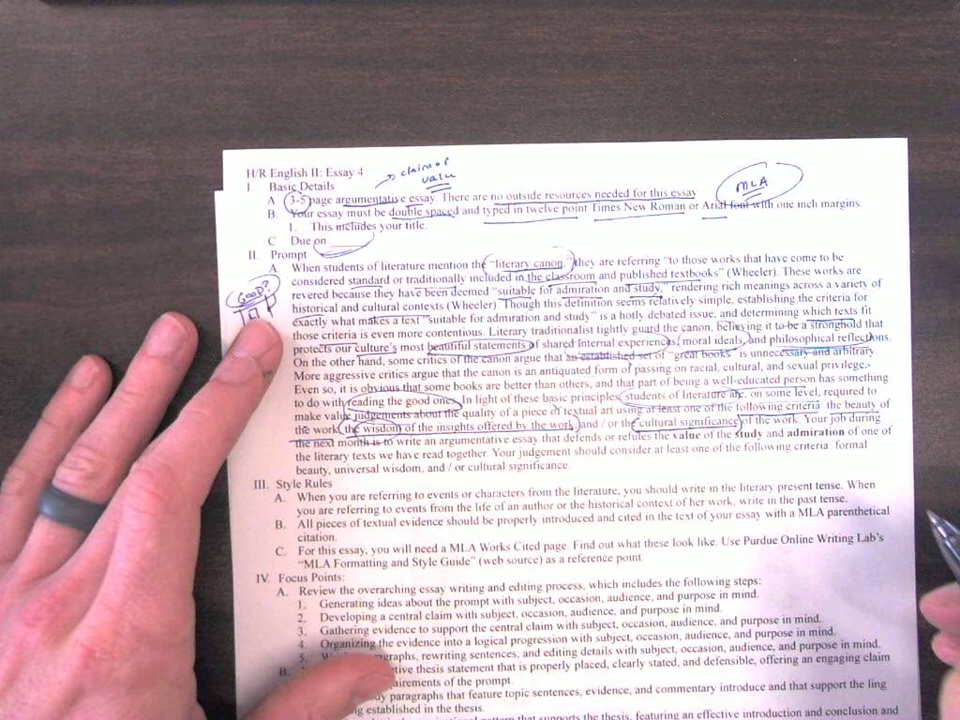 H/R English II: Essay 4
claim of
value
I. Basic Details
MLA
A 3-5 page argumentative essay. There are no outside resources needed for this essay
B. Your essay must be double spaced and typed in twelve point Times New Roman or Arial font with one inch margins.
1. This includes your title.
C Due on
II. Prompt
A. When students of literature mention the "literary canon," they are referring "to those works that have come to be
considered standard or traditionally included in the classroom and published textbooks" (Wheeler). These works are
revered because they have been deemed "suitable for admiration and study," rendering rich meanings across a variety of
GOOD?
historical and cultural contexts (Wheeler). Though this definition seems relatively simple, establishing the criteria for
exactly what makes a text "suitable for admiration and study" is a hotly debated issue, and determining which texts fit
those criteria is even more contentious. Literary traditionalist tightly guard the canon, believing it to be a stronghold that
protects our culture's most beautiful statements of shared internal experiences, moral ideals, and philosophical reflections.
On the other hand, some critics of the canon argue that an established set of "great books" is unnecessary and arbitrary.
More aggressive critics argue that the canon is an antiquated form of passing on racial, cultural, and sexual privilege.
Even so, it is obvious that some books are better than others, and that part of being a well-educated person has something
to do with reading the good ones. In light of these basic principles, students of literature are, on some level, required to
make value judgements about the quality of a piece of textual art using at least one of the following criteria the beauty of
the work, the wisdom of the insights offered by the work, and / or the cultural significance of the work. Your job during
the next month is to write an argumentative essay that defends or refutes the value of the study and admiration of one of
the literary texts we have read together. Your judgement should consider at least one of the following criteria: formal
beauty, universal wisdom, and / or cultural significance.
III. Style Rules
A. When you are referring to events or characters from the literature, you should write in the literary present tense. When
you are referring to events from the life of an author or the historical context of her work, write in the past tense.
B. All pieces of textual evidence should be properly introduced and cited in the text of your essay with a MLA parenthetical
citation.
C. For this essay, you will need a MLA Works Cited page. Find out what these look like. Use Purdue Online Writing Lab's
"MLA Formatting and Style Guide" (web source) as a reference point
IV. Focus Points:
A. Review the overarching essay writing and editing process, which includes the following steps:
1. Generating ideas about the prompt with subject, occasion, audience, and purpose in mind.
2. Developing a central claim with subject, occasion, audience, and purpose in mind.
3. Gathering evidence to support the central claim with subject, occasion, audience, and purpose in mind.
4. Organizing the evidence into a logical progression with subject, occasion, audience, and purpose in mind.
5. rewriting sentences, and editing details with subject, occasion, audience, and purpose in mind.
B. thesis statement that is properly placed, clearly stated, and defensible, offering an engaging claim
of the prompt.
paragraphs that feature topic sentences, evidence, and commentary introduce and that support the ling
established in the thesis.
pattern that supports the thesis, featuring an effective introduction and conclusion and